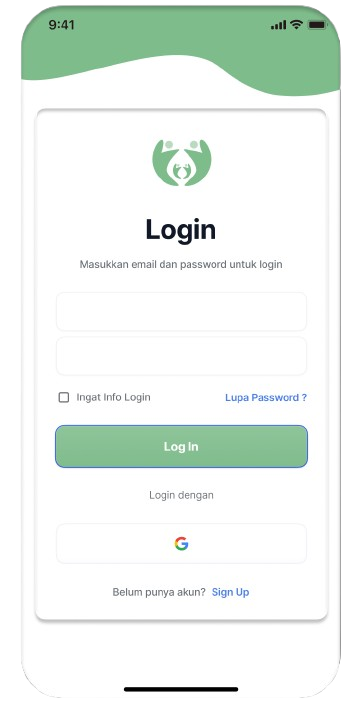 9:41
Login
Masukkan email dan password untuk login
Ingat Info Login
Lupa Password ?
Log In
Login dengan
Belum punya akun? Sign Up